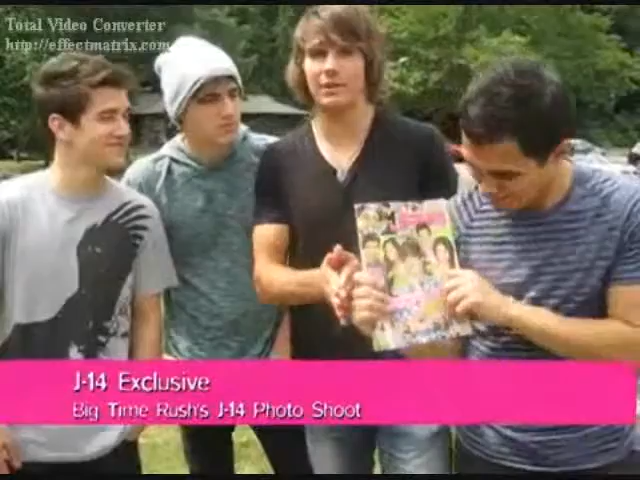 Total Video Converter
http://effectmatrix.com
J-14 Exclusive
Big Time Rush's J-14 Photo Shoot